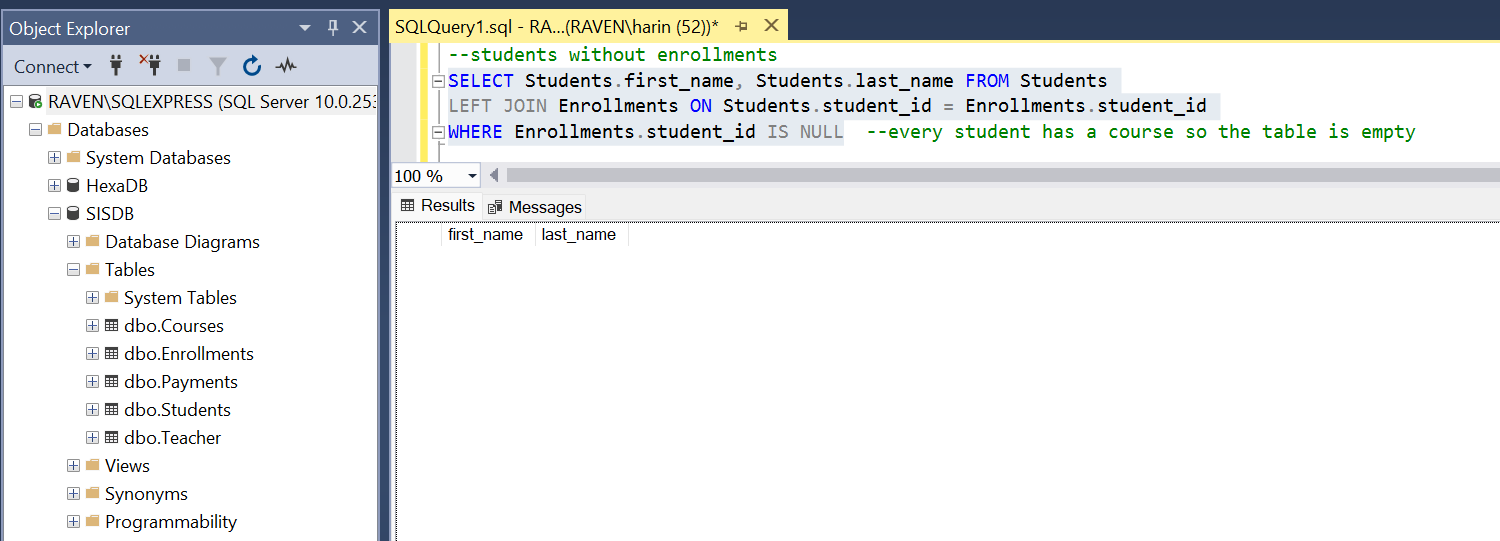 Object Explorer
Connect
RAVEN\SQLEXPRESS (SQL Server 10.0.253
Databases
System Databases
HexaDB
SISDB
Database Diagrams
Tables
System Tables
dbo.Courses
dbo.Enrollments
dbo.Payments
dbo.Students
dbo.Teacher
Views
Synonyms
Programmability
SQLQuery1.sql - RA...(RAVEN\harin (52))*
--students without enrollments
SELECT Students.first_name, Students.last_name FROM Students
LEFT JOIN Enrollments ON Students.student_id = Enrollments.student_id
WHERE Enrollments.student_id IS NULL  --every student has a course so the table is empty
100 %
Results Messages
first_name last_name